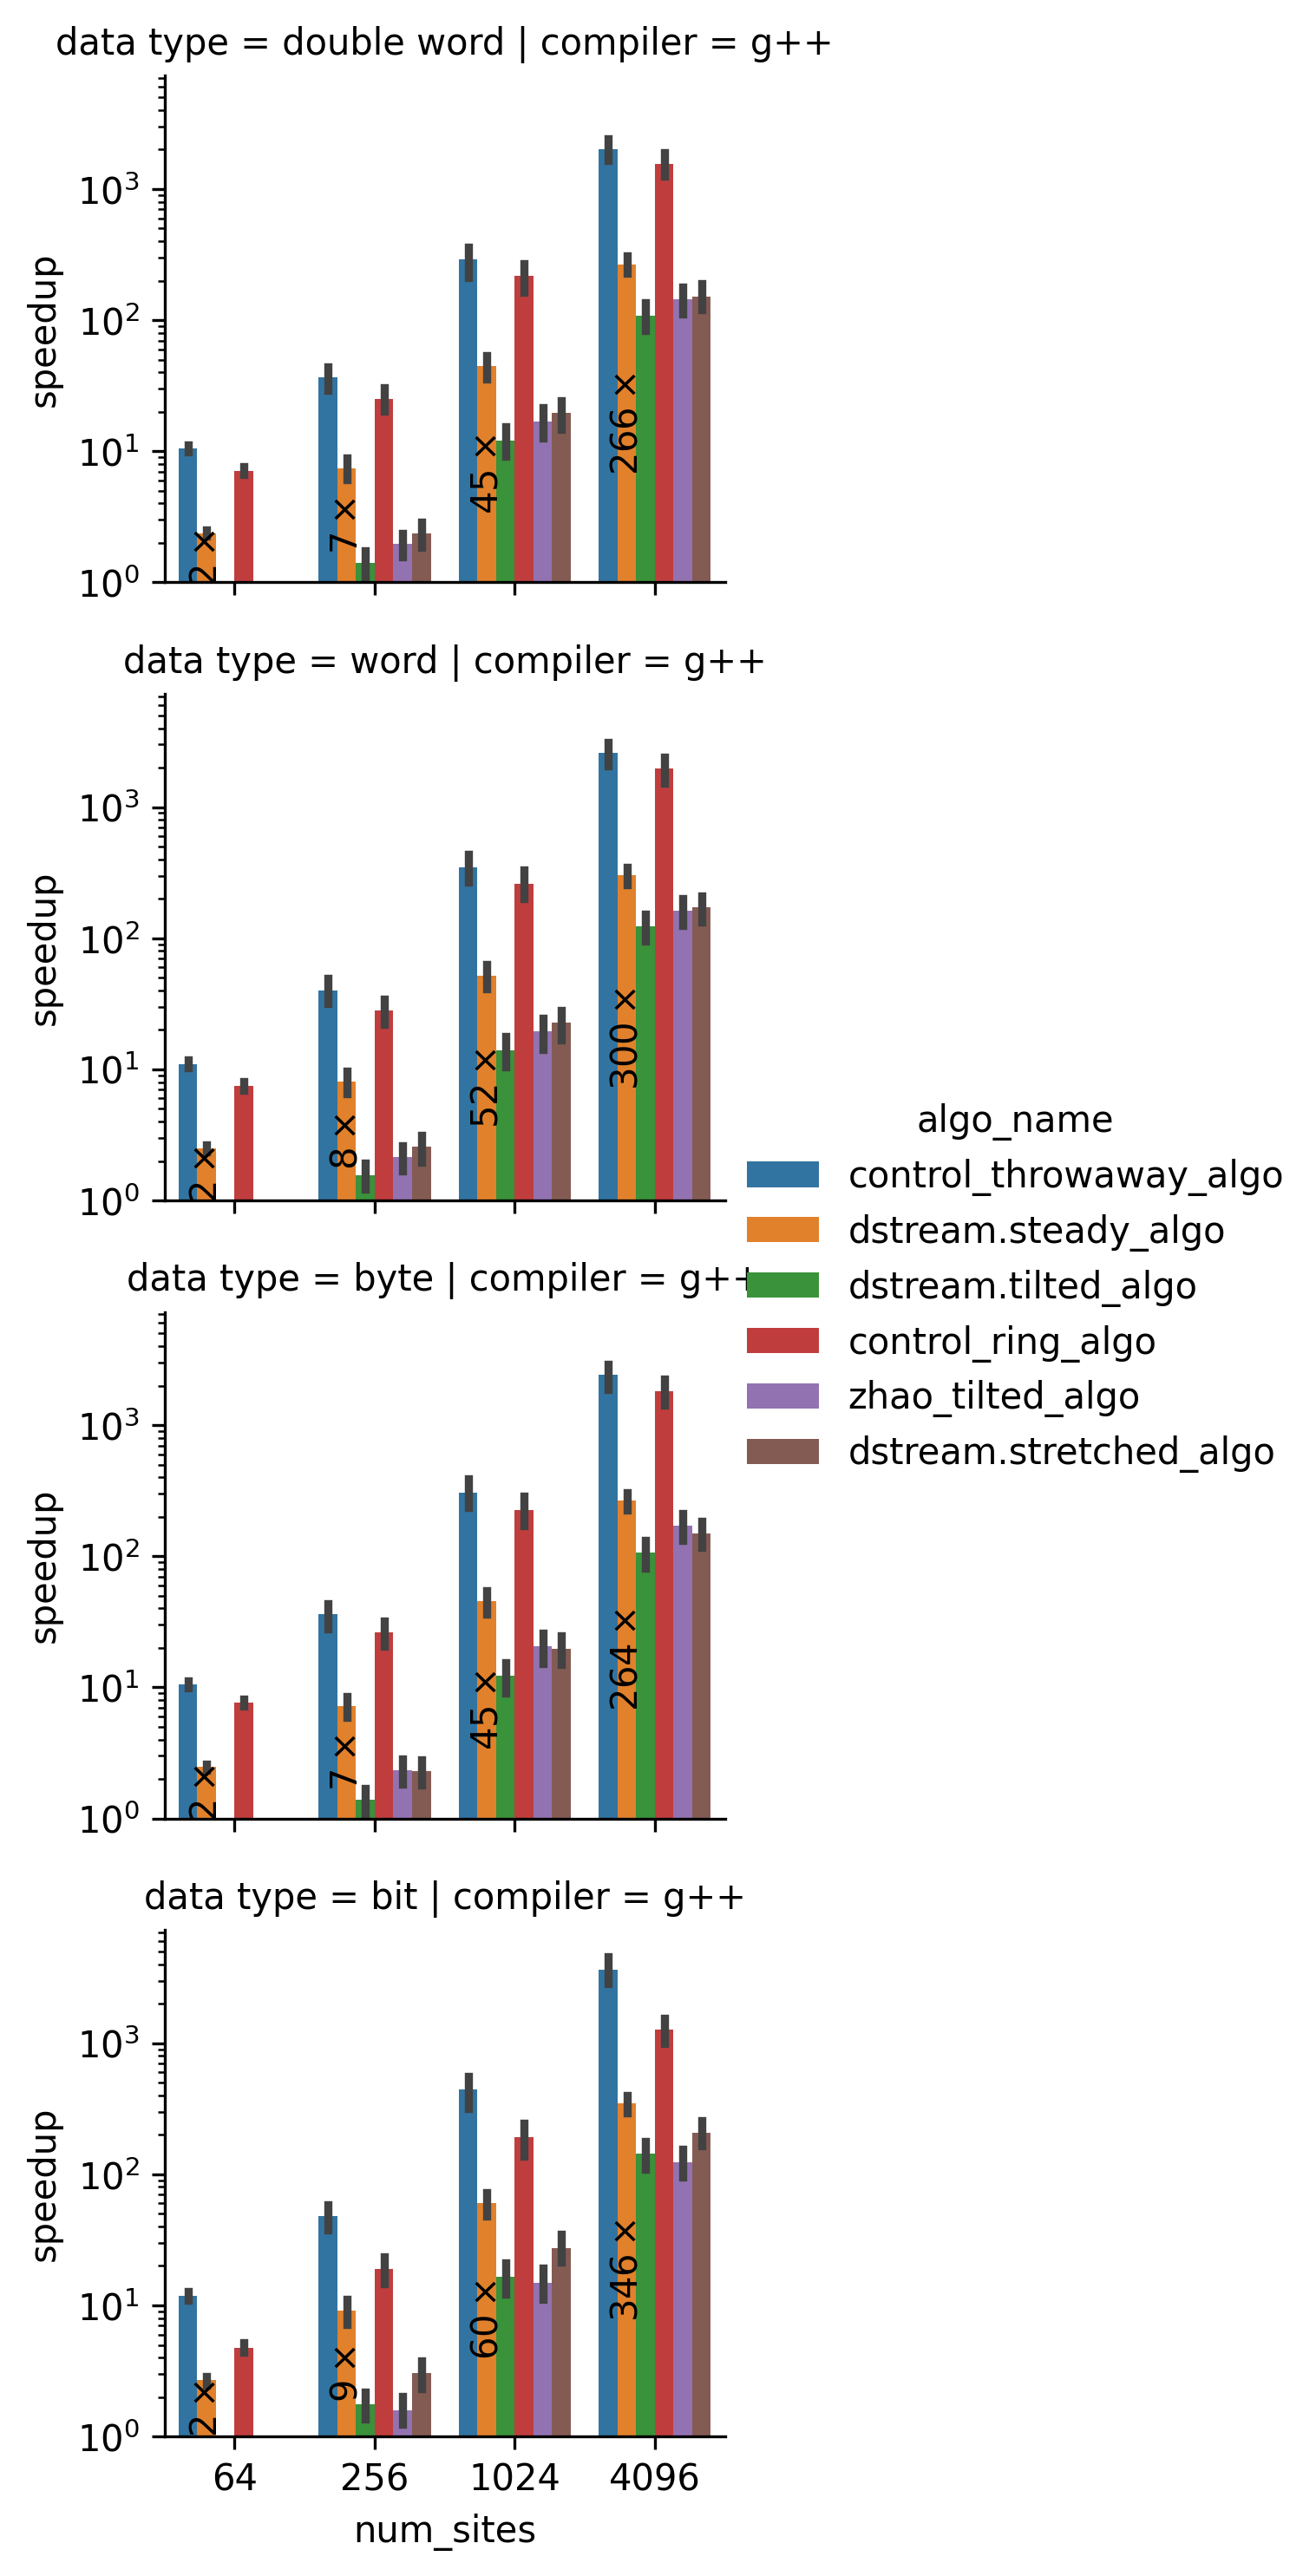 data type = double word | compiler = g++
speedup
10³
10²
10¹
10⁰
2 ×
7 ×
45 ×
266 ×
data type = word | compiler = g++
speedup
10³
10²
10¹
10⁰
2 ×
8 ×
52 ×
300 ×
data type = byte | compiler = g++
speedup
10³
10²
10¹
10⁰
2 ×
7 ×
45 ×
264 ×
data type = bit | compiler = g++
speedup
10³
10²
10¹
10⁰
2 ×
9 ×
60 ×
346 ×
64 256 1024 4096
num_sites
algo_name
control_throwaway_algo
dstream.steady_algo
dstream.tilted_algo
control_ring_algo
zhao_tilted_algo
dstream.stretched_algo